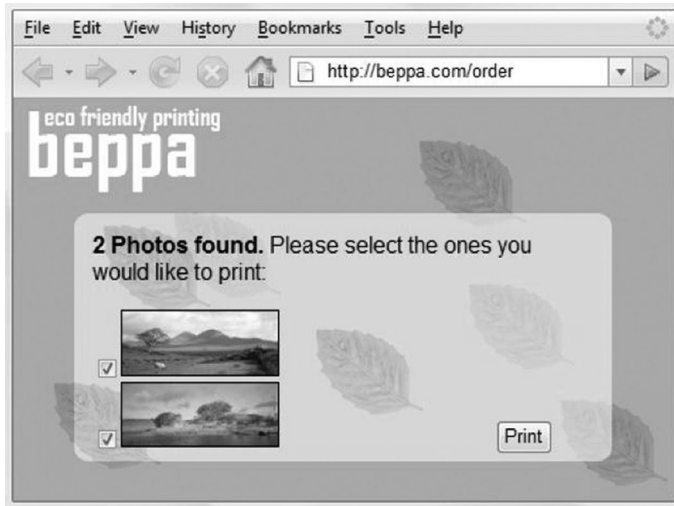 File Edit View History Bookmarks Tools Help
http://beppa.com/order
eco friendly printing
beppa
2 Photos found. Please select the ones you
would like to print:
Print